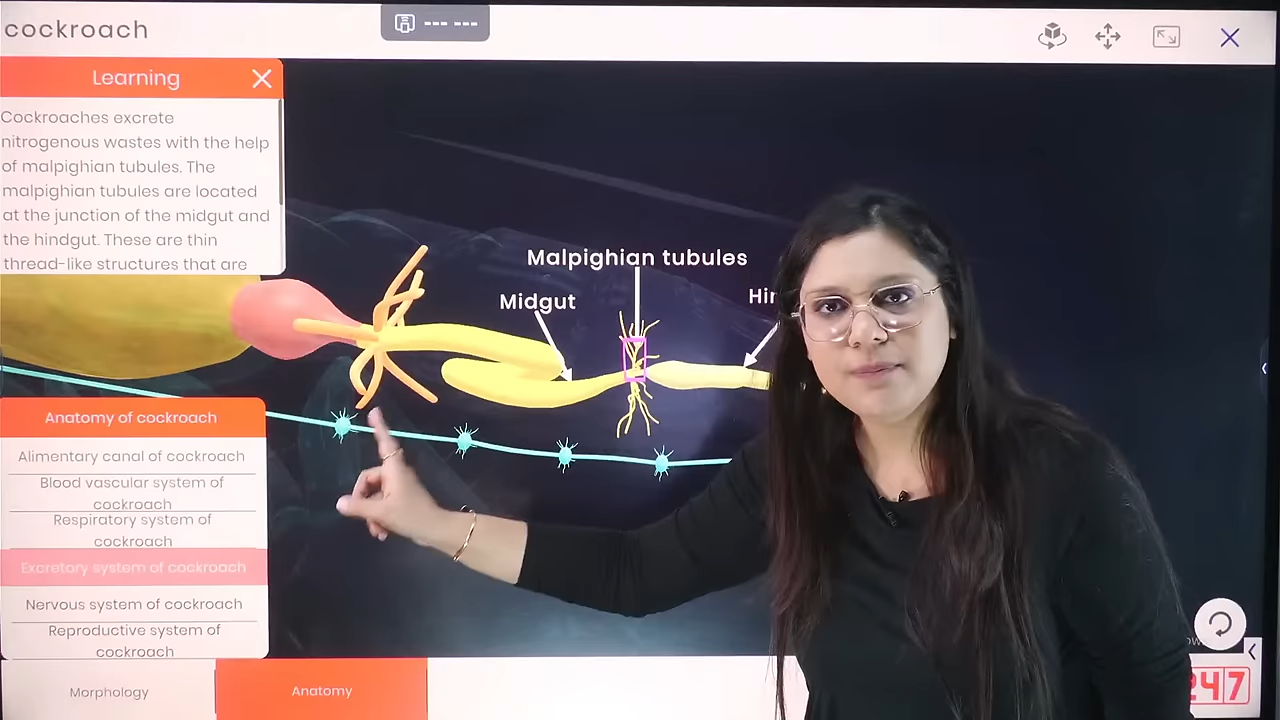 cockroach
--- ---
Learning
Cockroaches excrete
nitrogenous wastes with the help
of malpighian tubules. The
malpighian tubules are located
at the junction of the midgut and
the hindgut. These are thin
thread-like structures that are
Malpighian tubules
Midgut
Anatomy of cockroach
Alimentary canal of cockroach
Blood vascular system of
cockroach
Respiratory system of
cockroach
Excretory system of cockroach
Nervous system of cockroach
Reproductive system of
cockroach
Morphology
Anatomy
247